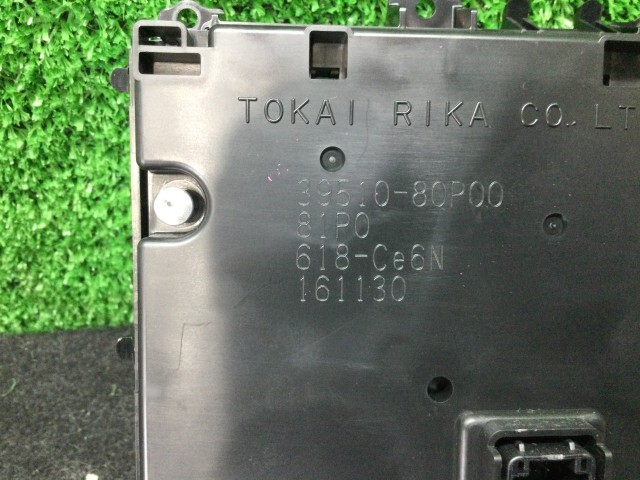 TOKAI RIKA CO., LT
39510-80P00
81P0
618-Ce6N
161130